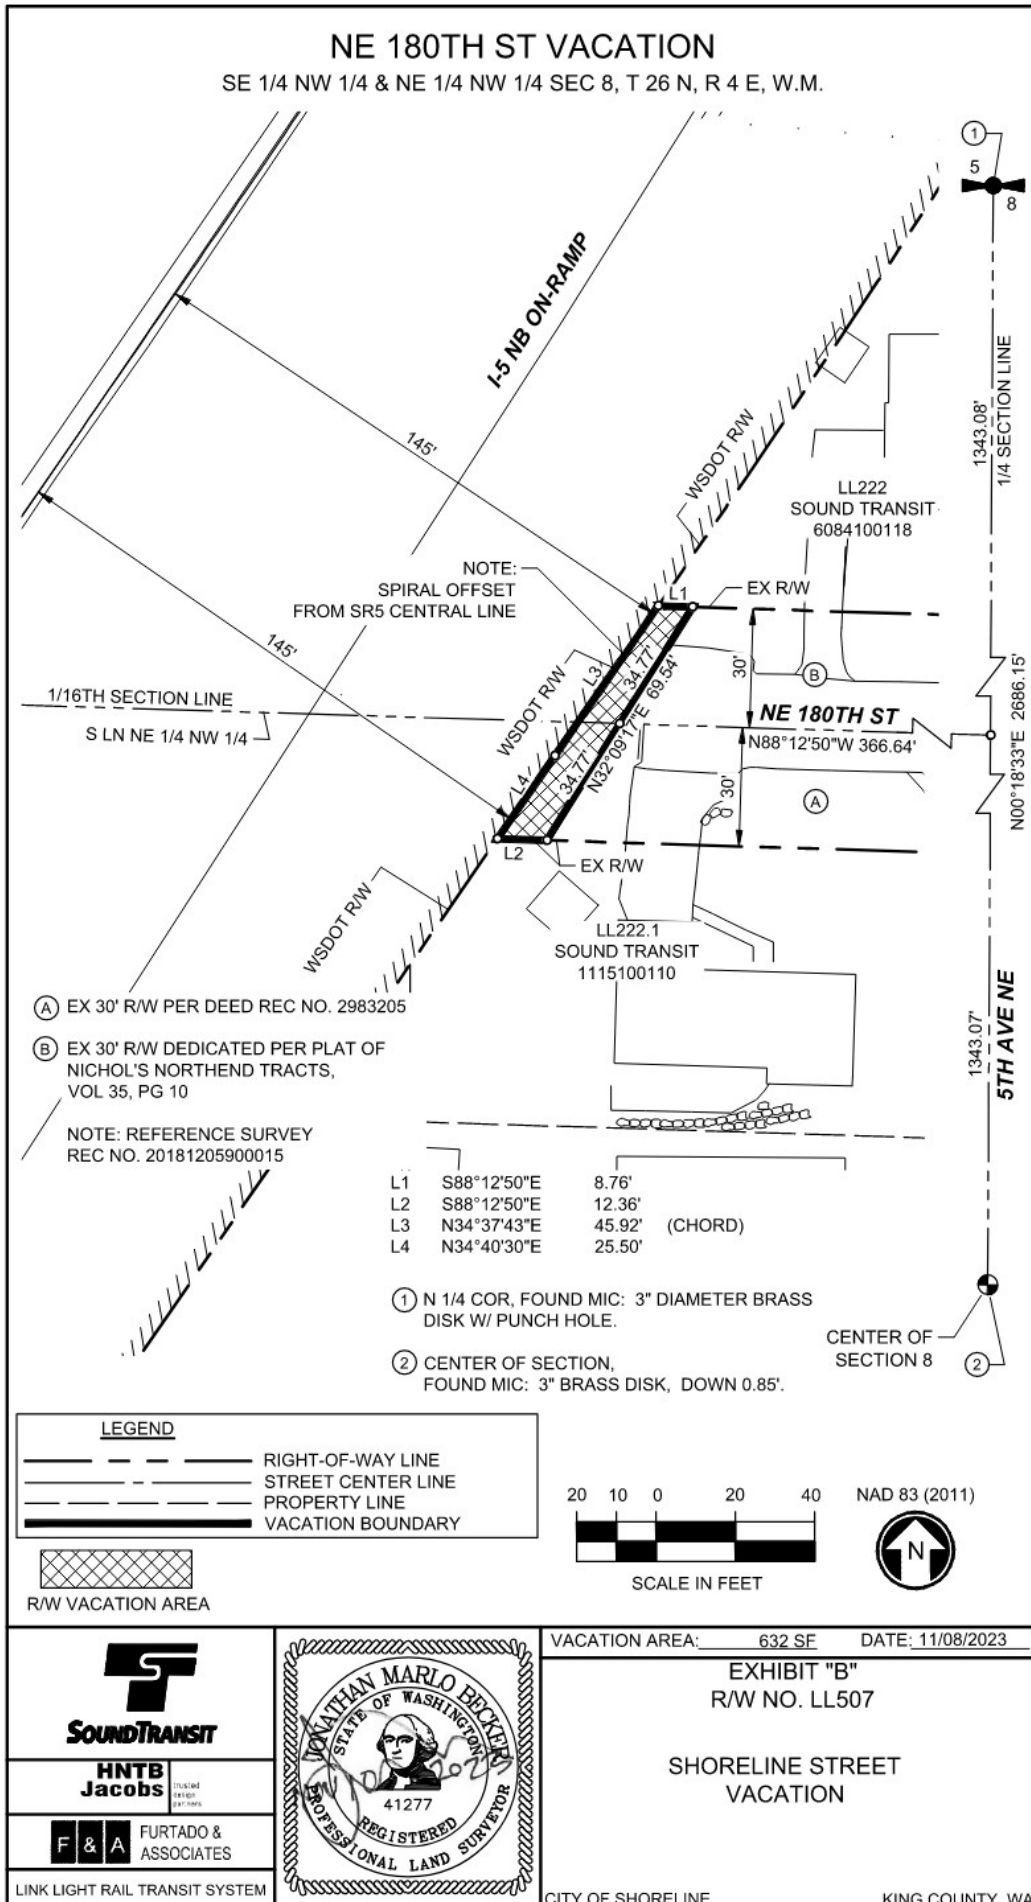 NE 180TH ST VACATION
SE 1/4 NW 1/4 & NE 1/4 NW 1/4 SEC 8, T 26 N, R 4 E, W.M.
1
5
8
I-5 NB ON-RAMP
145'
WSDOT R/W
1343.08'
1/4 SECTION LINE
LL222
SOUND TRANSIT
6084100118
NOTE:
SPIRAL OFFSET
FROM SR5 CENTRAL LINE
L1
EX R/W
145'
1/16TH SECTION LINE
S LN NE 1/4 NW 1/4
WSDOT R/W
L3
34.77'
69.54'
30'
B
NE 180TH ST
N88°12'50"W 366.64'
N00°18'33"E 2686.15'
L4
34.77'
N32°09'17"E
30'
A
L2
EX R/W
WSDOT R/W
LL222.1
SOUND TRANSIT
1115100110
A EX 30' R/W PER DEED REC NO. 2983205
B EX 30' R/W DEDICATED PER PLAT OF
NICHOL'S NORTHEND TRACTS,
VOL 35, PG 10
NOTE: REFERENCE SURVEY
REC NO. 20181205900015
1343.07'
5TH AVE NE
L1 S88°12'50"E 8.76'
L2 S88°12'50"E 12.36'
L3 N34°37'43"E 45.92' (CHORD)
L4 N34°40'30"E 25.50'
1 N 1/4 COR, FOUND MIC: 3" DIAMETER BRASS
DISK W/ PUNCH HOLE.
2 CENTER OF SECTION,
FOUND MIC: 3" BRASS DISK, DOWN 0.85'.
CENTER OF
SECTION 8
2
LEGEND
RIGHT-OF-WAY LINE
STREET CENTER LINE
PROPERTY LINE
VACATION BOUNDARY
R/W VACATION AREA
20 10 0 20 40
SCALE IN FEET
NAD 83 (2011)
N
SOUNDTRANSIT
HNTB
Jacobs
trusted
design
partners
F & A FURTADO &
ASSOCIATES
LINK LIGHT RAIL TRANSIT SYSTEM
JONATHAN MARLO BECKER
STATE OF WASHINGTON
41277
REGISTERED
PROFESSIONAL LAND SURVEYOR
VACATION AREA: 632 SF DATE: 11/08/2023
EXHIBIT "B"
R/W NO. LL507
SHORELINE STREET
VACATION
CITY OF SHORELINE KING COUNTY, WA